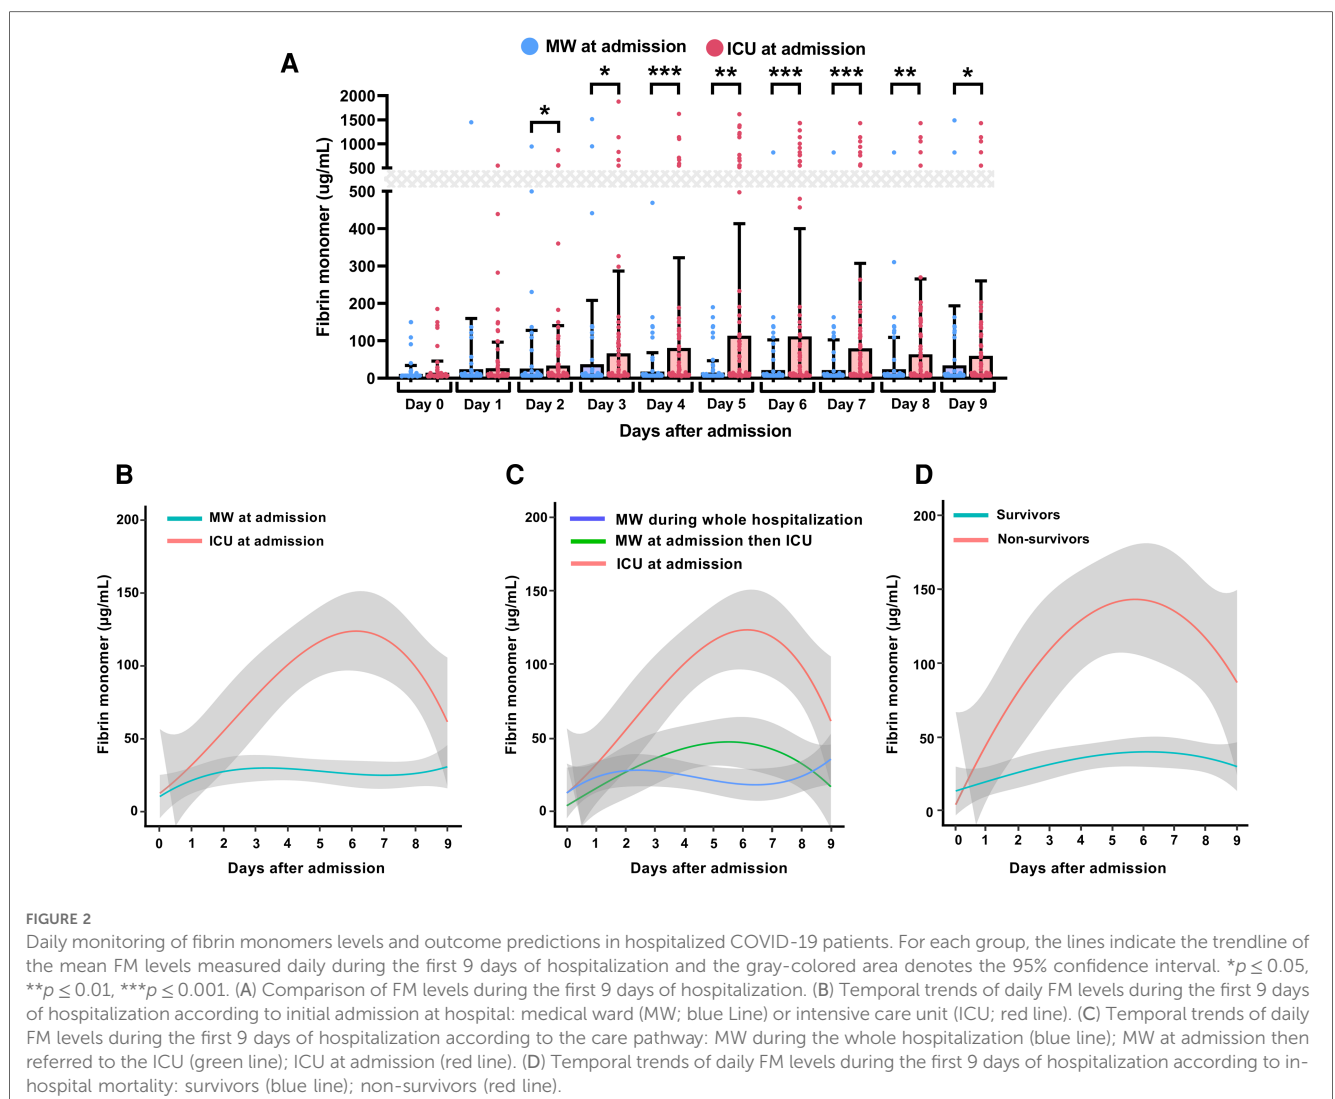 A
MW at admission
ICU at admission
* *** ** *** *** ** *
*
2000
1500
1000
500
500
400
300
200
100
0
Fibrin monomer (ug/mL)
Day 0 Day 1 Day 2 Day 3 Day 4 Day 5 Day 6 Day 7 Day 8 Day 9
Days after admission
B
MW at admission
ICU at admission
200
150
100
50
0
Fibrin monomer (µg/mL)
0 1 2 3 4 5 6 7 8 9
Days after admission
C
MW during whole hospitalization
MW at admission then ICU
ICU at admission
200
150
100
50
0
Fibrin monomer (µg/mL)
0 1 2 3 4 5 6 7 8 9
Days after admission
D
Survivors
Non-survivors
200
150
100
50
0
Fibrin monomer (µg/mL)
0 1 2 3 4 5 6 7 8 9
Days after admission
FIGURE 2
Daily monitoring of fibrin monomers levels and outcome predictions in hospitalized COVID-19 patients. For each group, the lines indicate the trendline of
the mean FM levels measured daily during the first 9 days of hospitalization and the gray-colored area denotes the 95% confidence interval. *p ≤ 0.05,
**p ≤ 0.01, ***p ≤ 0.001. (A) Comparison of FM levels during the first 9 days of hospitalization. (B) Temporal trends of daily FM levels during the first 9 days
of hospitalization according to initial admission at hospital: medical ward (MW; blue Line) or intensive care unit (ICU; red line). (C) Temporal trends of daily
FM levels during the first 9 days of hospitalization according to the care pathway: MW during the whole hospitalization (blue line); MW at admission then
referred to the ICU (green line); ICU at admission (red line). (D) Temporal trends of daily FM levels during the first 9 days of hospitalization according to in-
hospital mortality: survivors (blue line); non-survivors (red line).